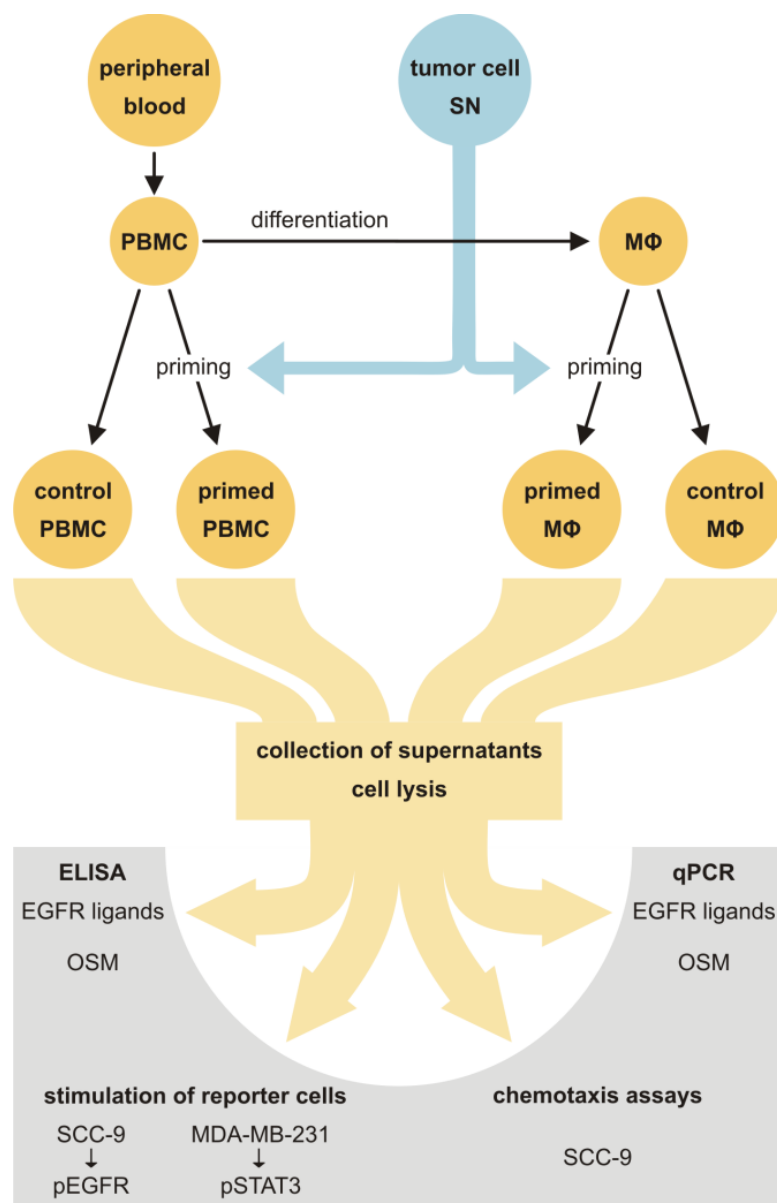 peripheral
blood
tumor cell
SN
PBMC
differentiation
MΦ
priming
priming
control
PBMC
primed
PBMC
primed
MΦ
control
MΦ
collection of supernatants
cell lysis
ELISA
EGFR ligands
OSM
qPCR
EGFR ligands
OSM
stimulation of reporter cells
SCC-9
↓
pEGFR
MDA-MB-231
↓
pSTAT3
chemotaxis assays
SCC-9